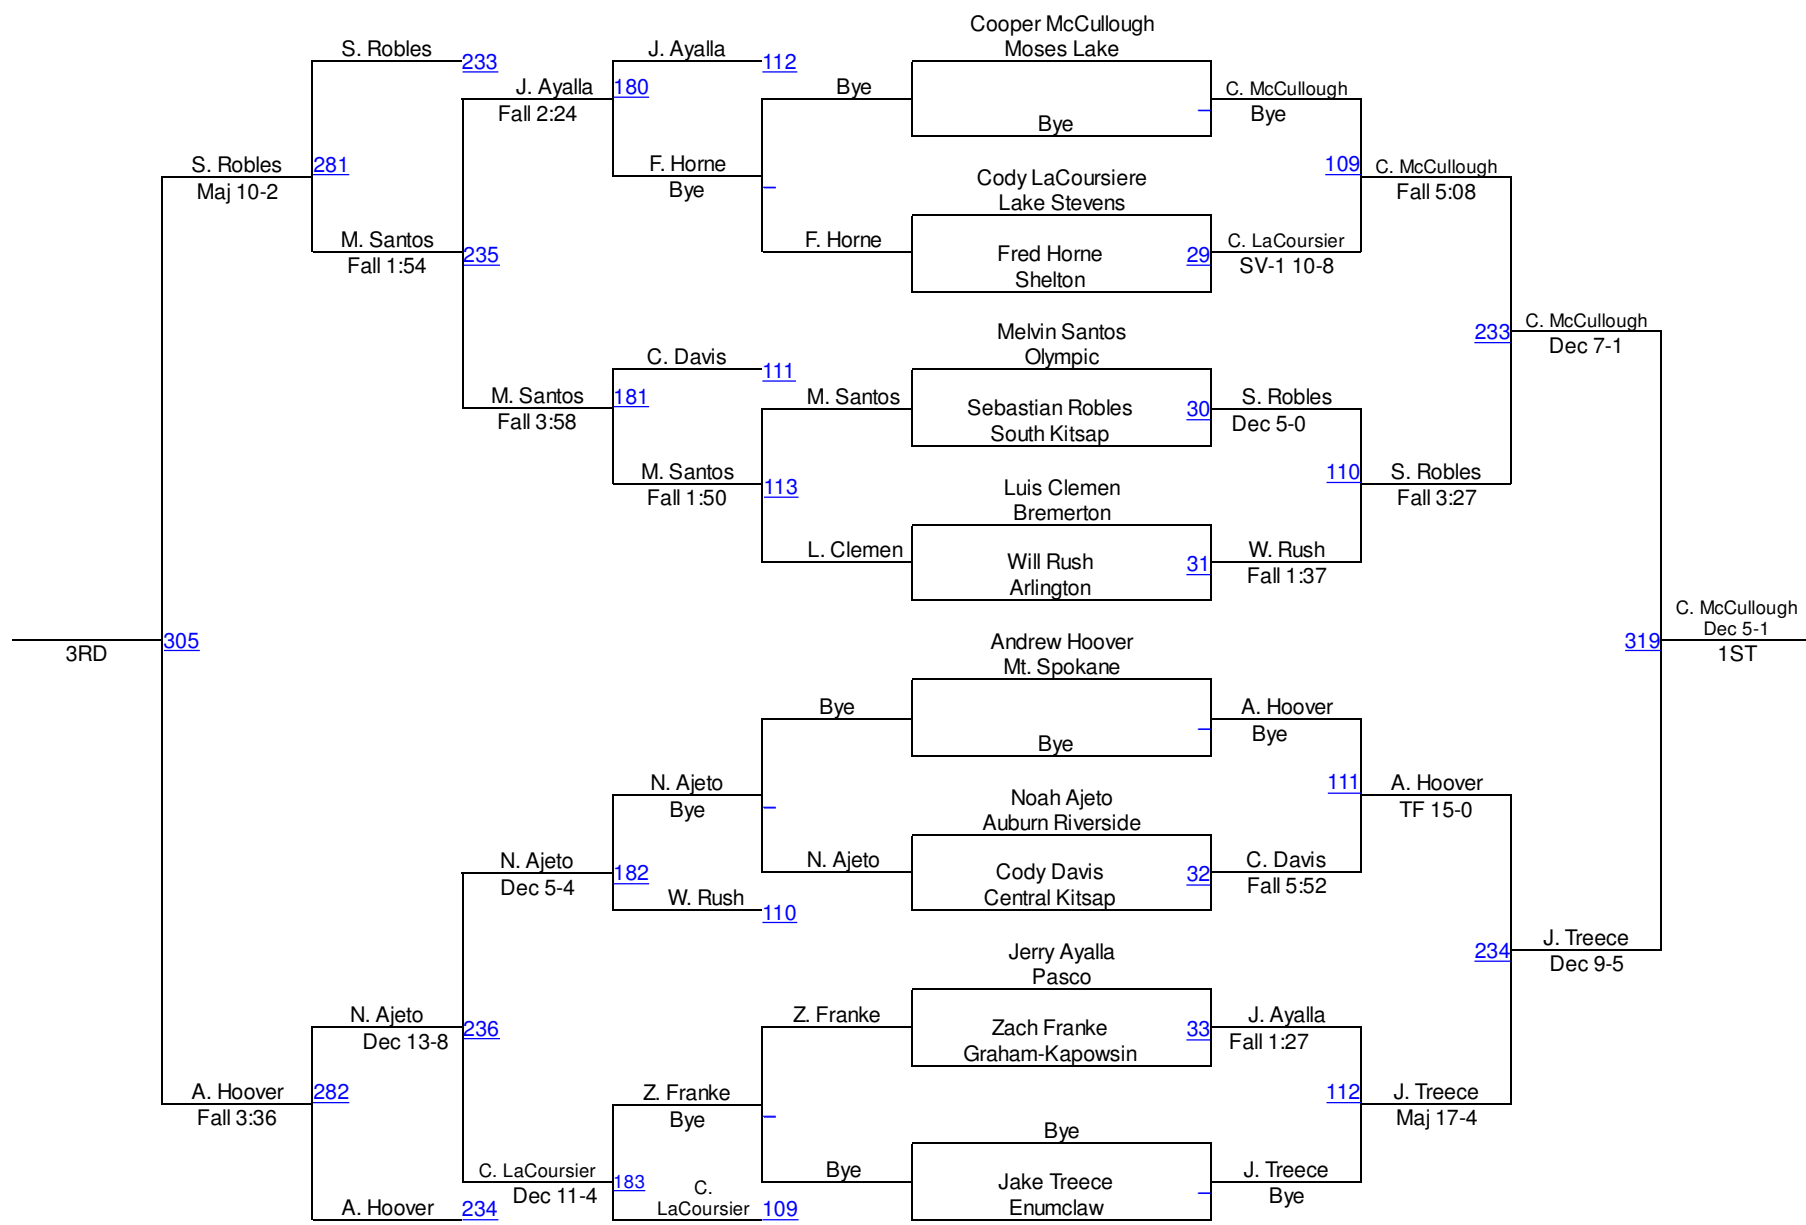 Cooper McCullough
Moses Lake
S. Robles
233
J. Ayalla
112
J. Ayalla
180
Fall 2:24
Bye
C. McCullough
Bye
Bye
F. Horne
Bye
S. Robles
281
Maj 10-2
Cody LaCoursiere
Lake Stevens
109
C. McCullough
Fall 5:08
M. Santos
Fall 1:54
235
F. Horne
Fred Horne
Shelton
29
C. LaCoursier
SV-1 10-8
Melvin Santos
Olympic
233
C. McCullough
Dec 7-1
C. Davis
111
M. Santos
Fall 3:58
181
M. Santos
Sebastian Robles
South Kitsap
30
S. Robles
Dec 5-0
M. Santos
Fall 1:50
113
Luis Clemen
Bremerton
110
S. Robles
Fall 3:27
L. Clemen
Will Rush
Arlington
31
W. Rush
Fall 1:37
3RD
305
Andrew Hoover
Mt. Spokane
319
C. McCullough
Dec 5-1
1ST
Bye
Bye
A. Hoover
Bye
N. Ajeto
Bye
Noah Ajeto
Auburn Riverside
111
A. Hoover
TF 15-0
N. Ajeto
Dec 5-4
182
N. Ajeto
Cody Davis
Central Kitsap
32
C. Davis
Fall 5:52
W. Rush
110
Jerry Ayalla
Pasco
234
J. Treece
Dec 9-5
N. Ajeto
Dec 13-8
236
Z. Franke
Zach Franke
Graham-Kapowsin
33
J. Ayalla
Fall 1:27
A. Hoover
Fall 3:36
282
Z. Franke
Bye
Bye
112
J. Treece
Maj 17-4
C. LaCoursier
Dec 11-4
183
Bye
Jake Treece
Enumclaw
J. Treece
Bye
A. Hoover
234
C.
LaCoursier
109